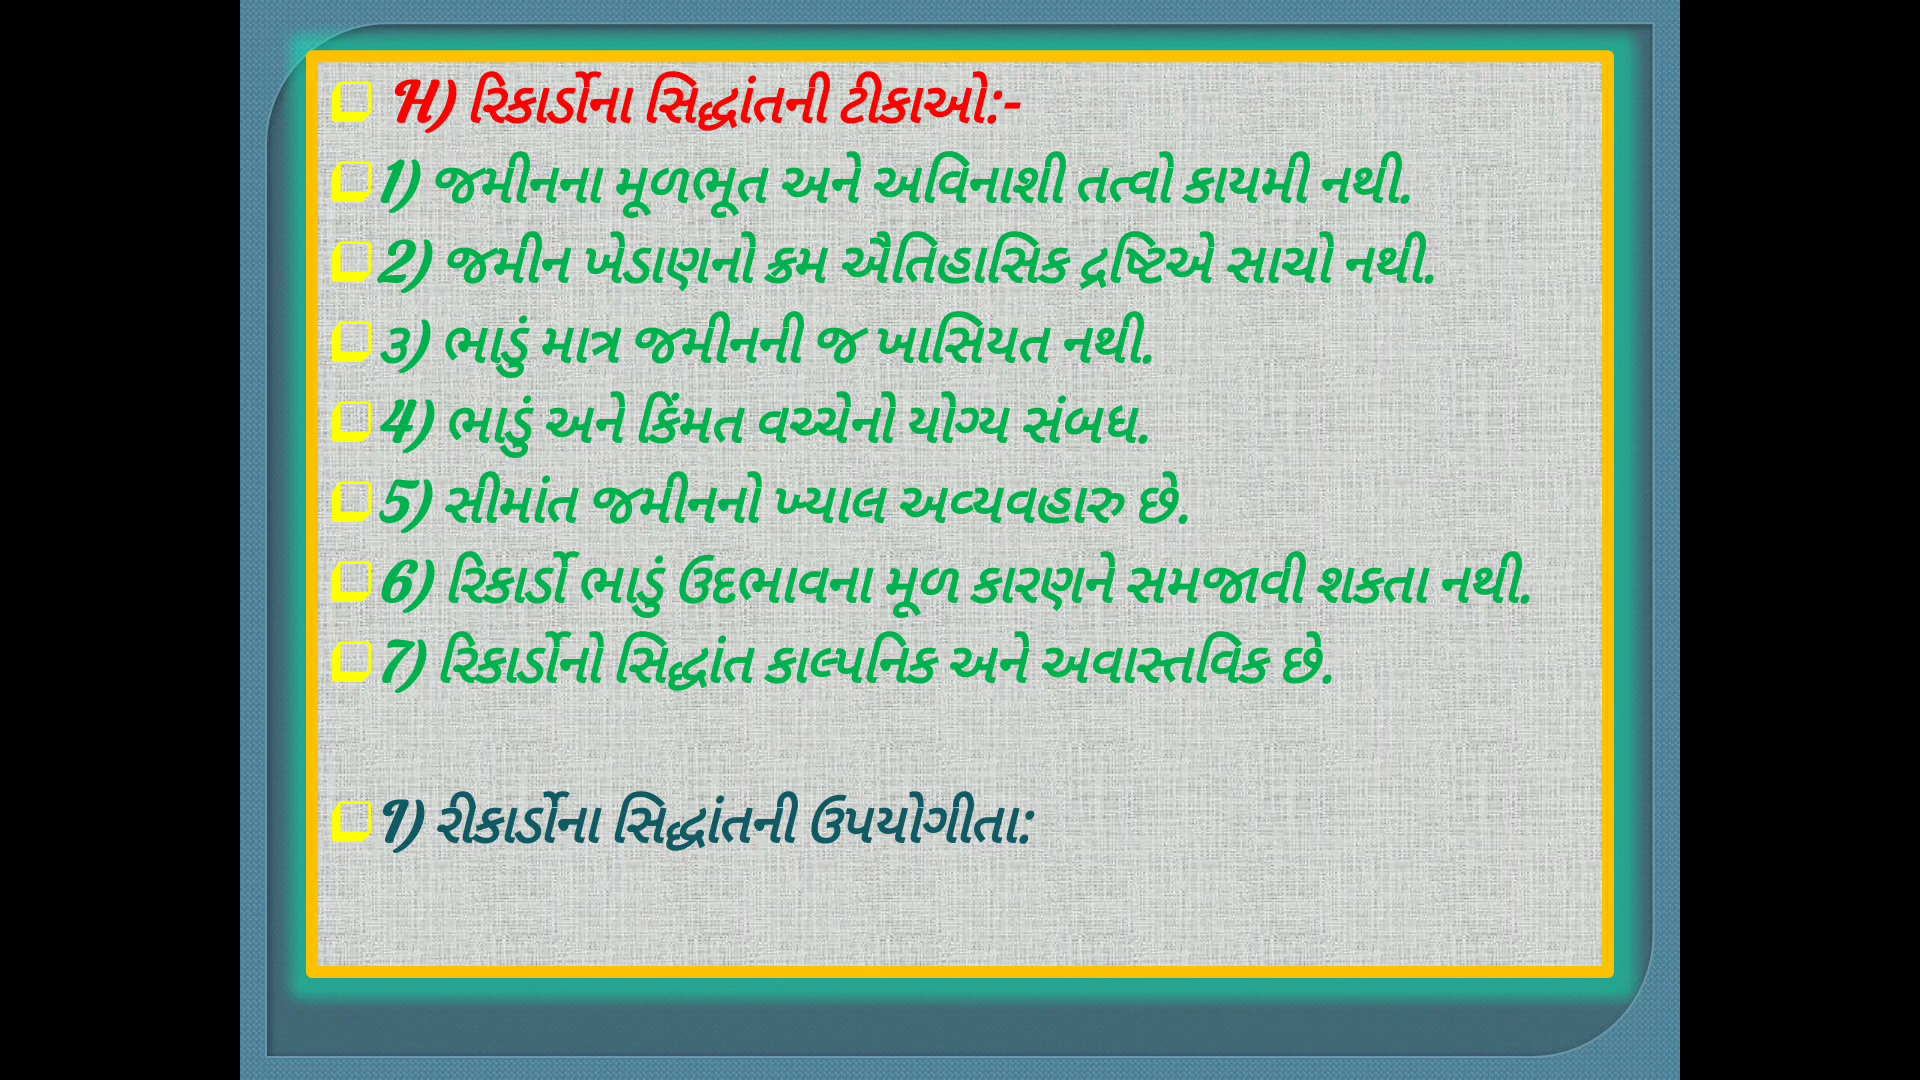 H) રિકાર્ડોના સિદ્ધાંતની ટીકાઓ:-
1) જમીનના મૂળભૂત અને અવિનાશી તત્વો કાયમી નથી.
2) જમીન ખેડાણનો ક્રમ ઐતિહાસિક દ્રષ્ટિએ સાચો નથી.
૩) ભાડું માત્ર જમીનની જ ખાસિયત નથી.
4) ભાડું અને કિંમત વચ્ચેનો યોગ્ય સંબધ.
5) સીમાંત જમીનનો ખ્યાલ અવ્યવહારુ છે.
6) રિકાર્ડો ભાડું ઉદભાવના મૂળ કારણને સમજાવી શકતા નથી.
7) રિકાર્ડોનો સિદ્ધાંત કાલ્પનિક અને અવાસ્તવિક છે.
I) રીકાર્ડોના સિદ્ધાંતની ઉપયોગીતા: